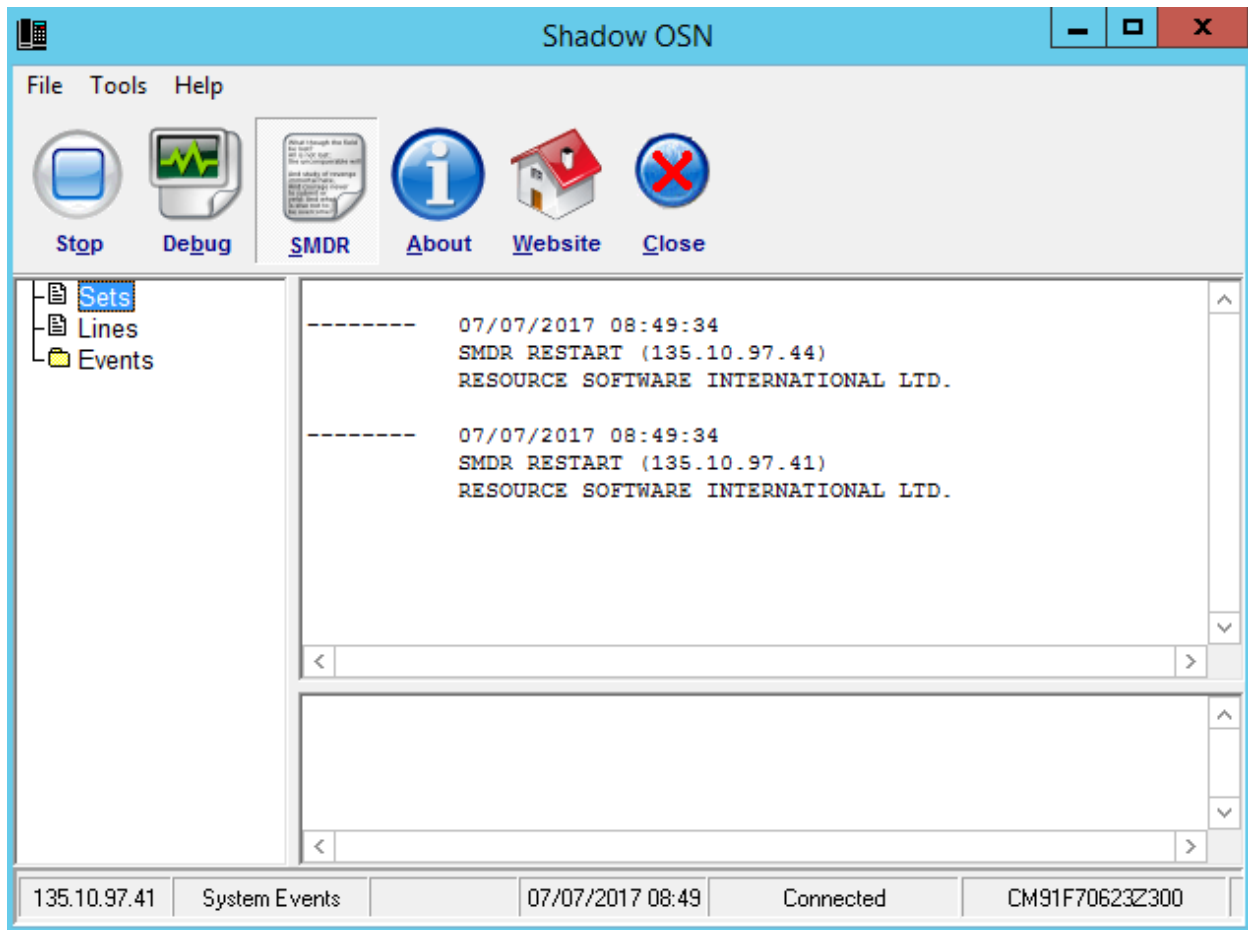 Shadow OSN
File Tools Help
Stop Debug SMDR About Website Close
Sets
Lines
Events
-------- 07/07/2017 08:49:34
SMDR RESTART (135.10.97.44)
RESOURCE SOFTWARE INTERNATIONAL LTD.
-------- 07/07/2017 08:49:34
SMDR RESTART (135.10.97.41)
RESOURCE SOFTWARE INTERNATIONAL LTD.
135.10.97.41 System Events 07/07/2017 08:49 Connected CM91F70623Z300